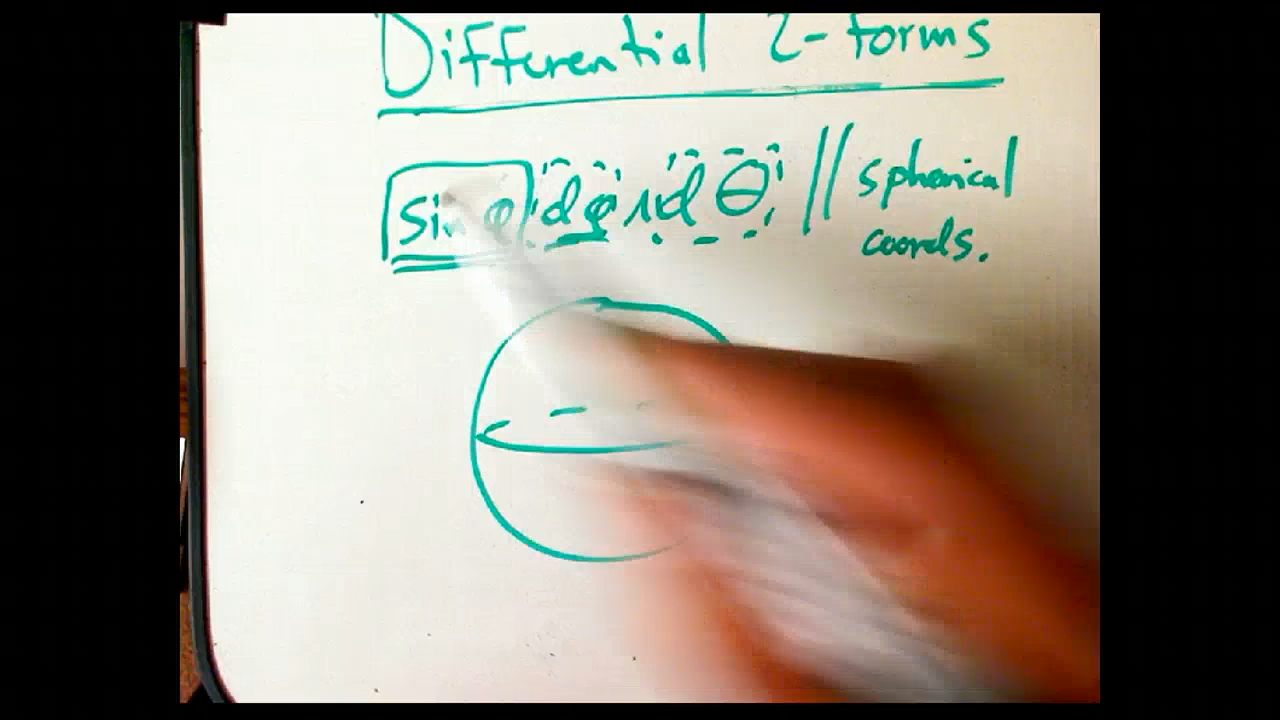 Differential 2-forms
sin φ dφ ∧ dθ // spherical
coords.